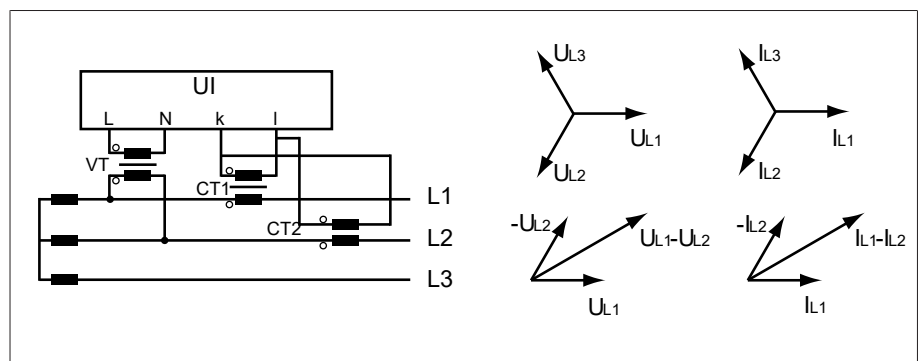 UI
L N k l
VT
CT1
CT2
L1
L2
L3
UL3
UL1
UL2
IL3
IL1
IL2
-UL2
UL1-UL2
UL1
-IL2
IL1-IL2
IL1